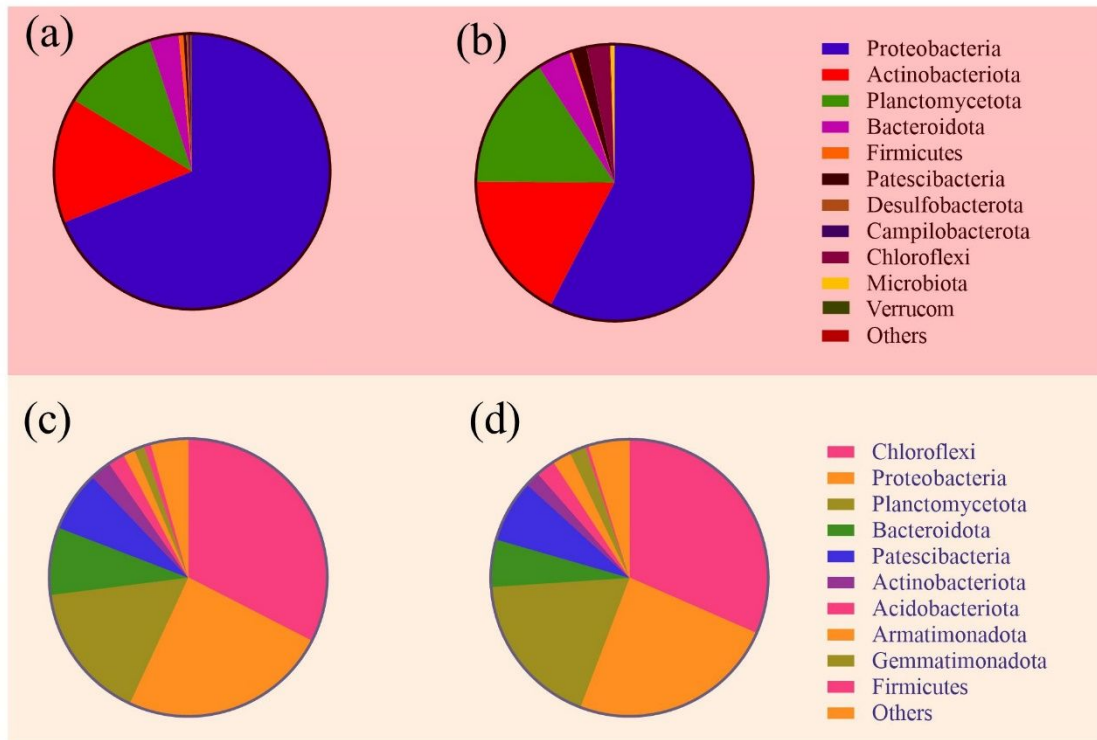 (a)
(b)
Proteobacteria
Actinobacteriota
Planctomycetota
Bacteroidota
Firmicutes
Patescibacteria
Desulfobacterota
Campilobacterota
Chloroflexi
Microbiota
Verrucom
Others
(c)
(d)
Chloroflexi
Proteobacteria
Planctomycetota
Bacteroidota
Patescibacteria
Actinobacteriota
Acidobacteriota
Armatimonadota
Gemmatimonadota
Firmicutes
Others